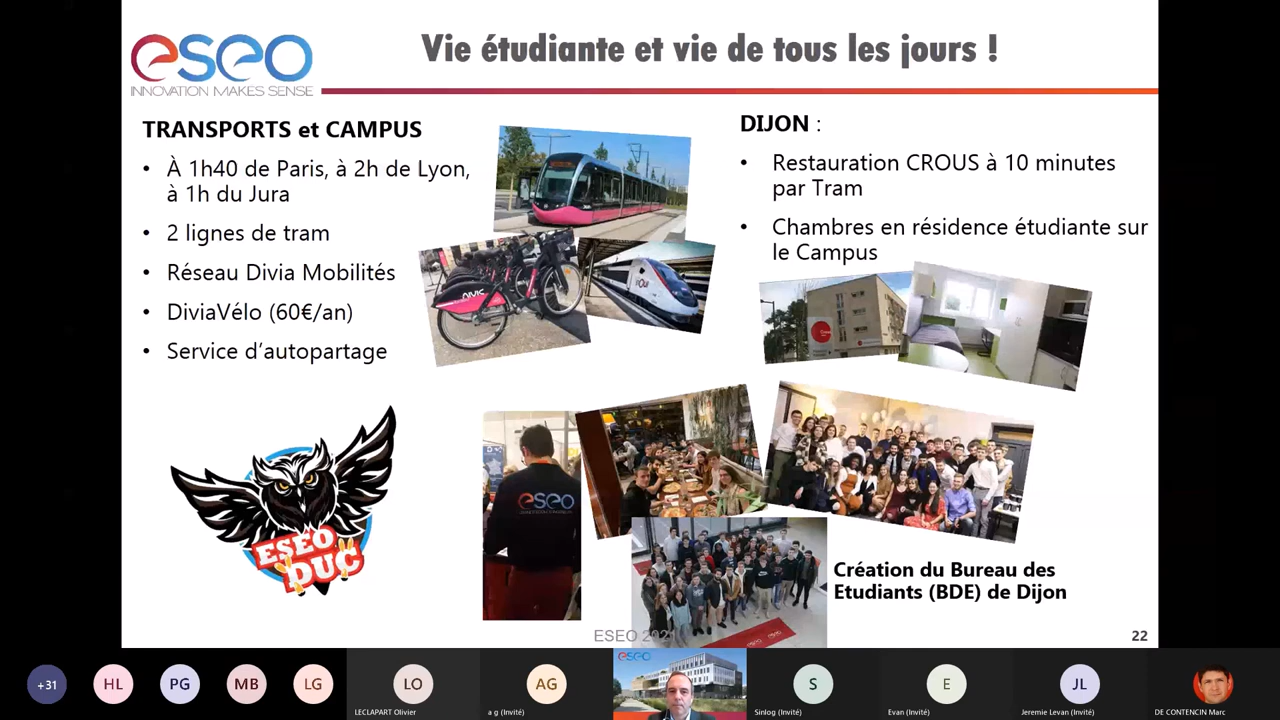 eseo
INNOVATION MAKES SENSE
Vie étudiante et vie de tous les jours !
TRANSPORTS et CAMPUS
• À 1h40 de Paris, à 2h de Lyon,
à 1h du Jura
• 2 lignes de tram
• Réseau Divia Mobilités
• DiviaVélo (60€/an)
• Service d’autopartage
DIJON :
• Restauration CROUS à 10 minutes
par Tram
• Chambres en résidence étudiante sur
le Campus
ESEO
DUC
eseo
Création du Bureau des
Etudiants (BDE) de Dijon
eseo
ESEO 2021
22
+31
HL
PG
MB
LG
LO
LECLAPART Olivier
AG
a g (Invité)
eseo
S
Sinlog (Invité)
E
Evan (Invité)
JL
Jeremie Levan (Invité)
DE CONTENCIN Marc